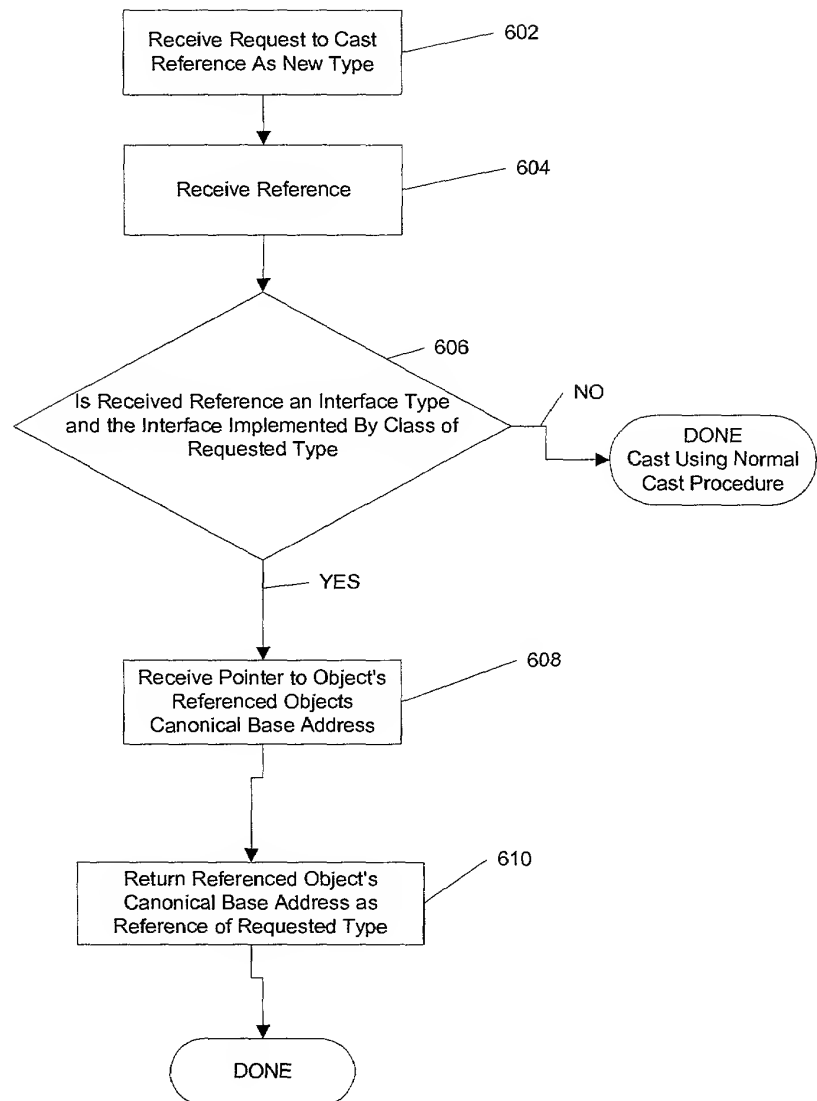 Receive Request to Cast
Reference As New Type
602
Receive Reference
604
606
Is Received Reference an Interface Type
and the Interface Implemented By Class of
Requested Type
NO
DONE
Cast Using Normal
Cast Procedure
YES
Receive Pointer to Object's
Referenced Objects
Canonical Base Address
608
Return Referenced Object's
Canonical Base Address as
Reference of Requested Type
610
DONE